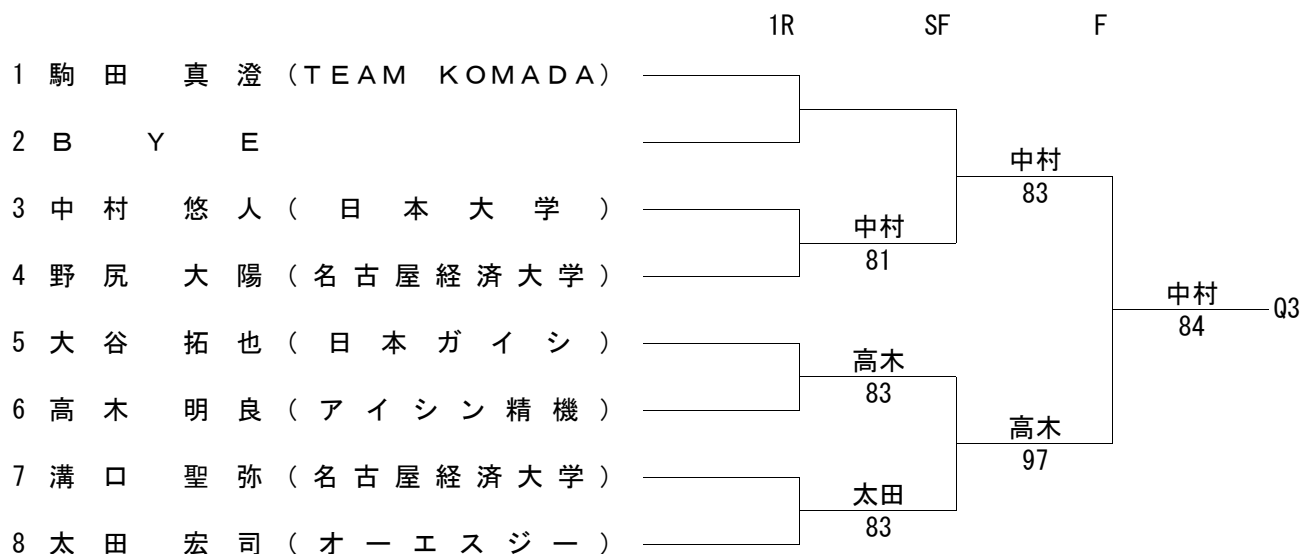 1R SF F
1 駒田 真澄 (TEAM KOMADA)
2 BYE
中村
83
3 中村 悠人 (日本大学)
中村
81
4 野尻 大陽 (名古屋経済大学)
中村
84
Q3
5 大谷 拓也 (日本ガイシ)
高木
83
6 高木 明良 (アイシン精機)
高木
97
7 溝口 聖弥 (名古屋経済大学)
太田
83
8 太田 宏司 (オーエスジー)